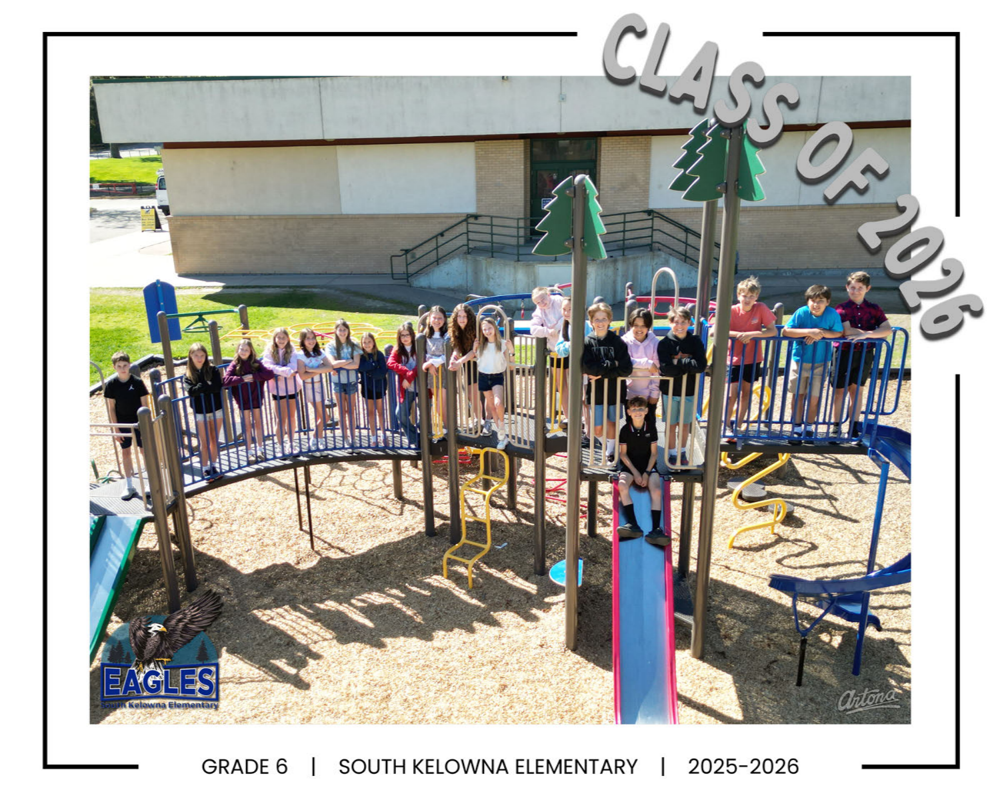 CLASS OF 2026
EAGLES
South Kelowna Elementary
Artona
GRADE 6 | SOUTH KELOWNA ELEMENTARY | 2025-2026